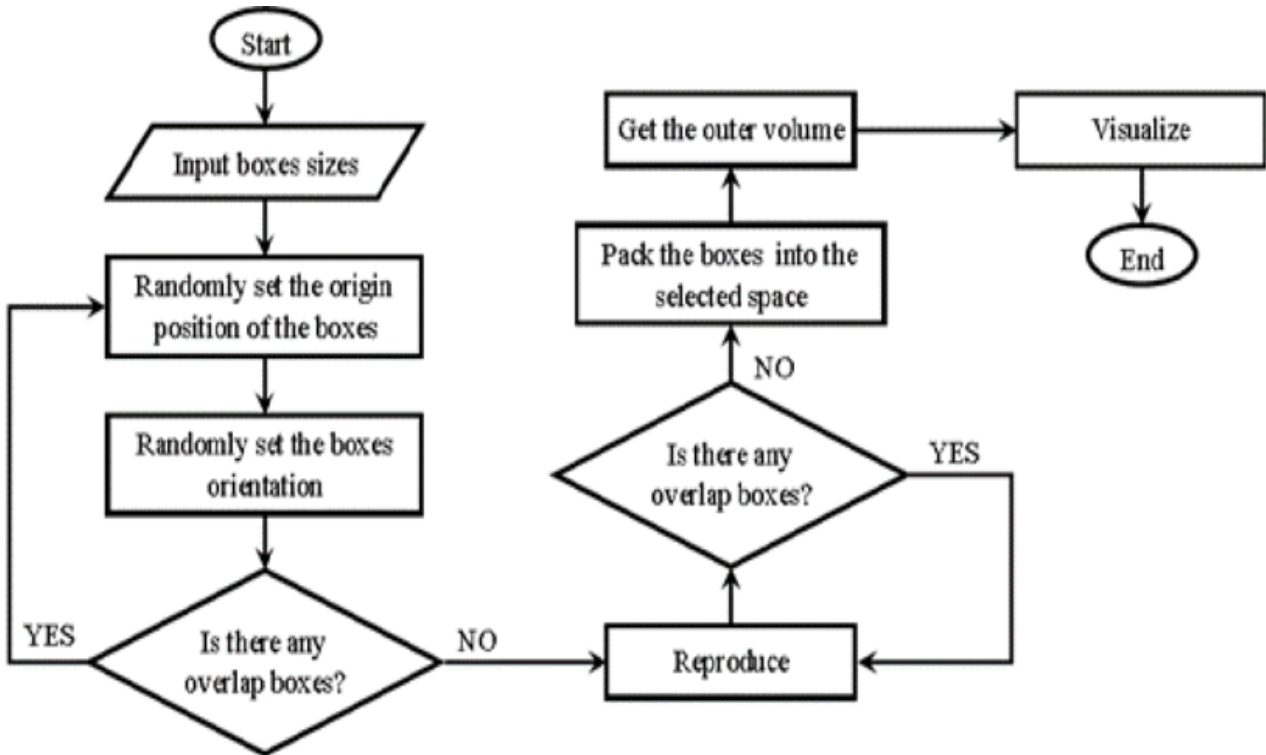 Start
Input boxes sizes
Randomly set the origin
position of the boxes
Randomly set the boxes
orientation
Is there any
overlap boxes?
YES
NO
Reproduce
Is there any
overlap boxes?
YES
NO
Pack the boxes into the
selected space
Get the outer volume
Visualize
End